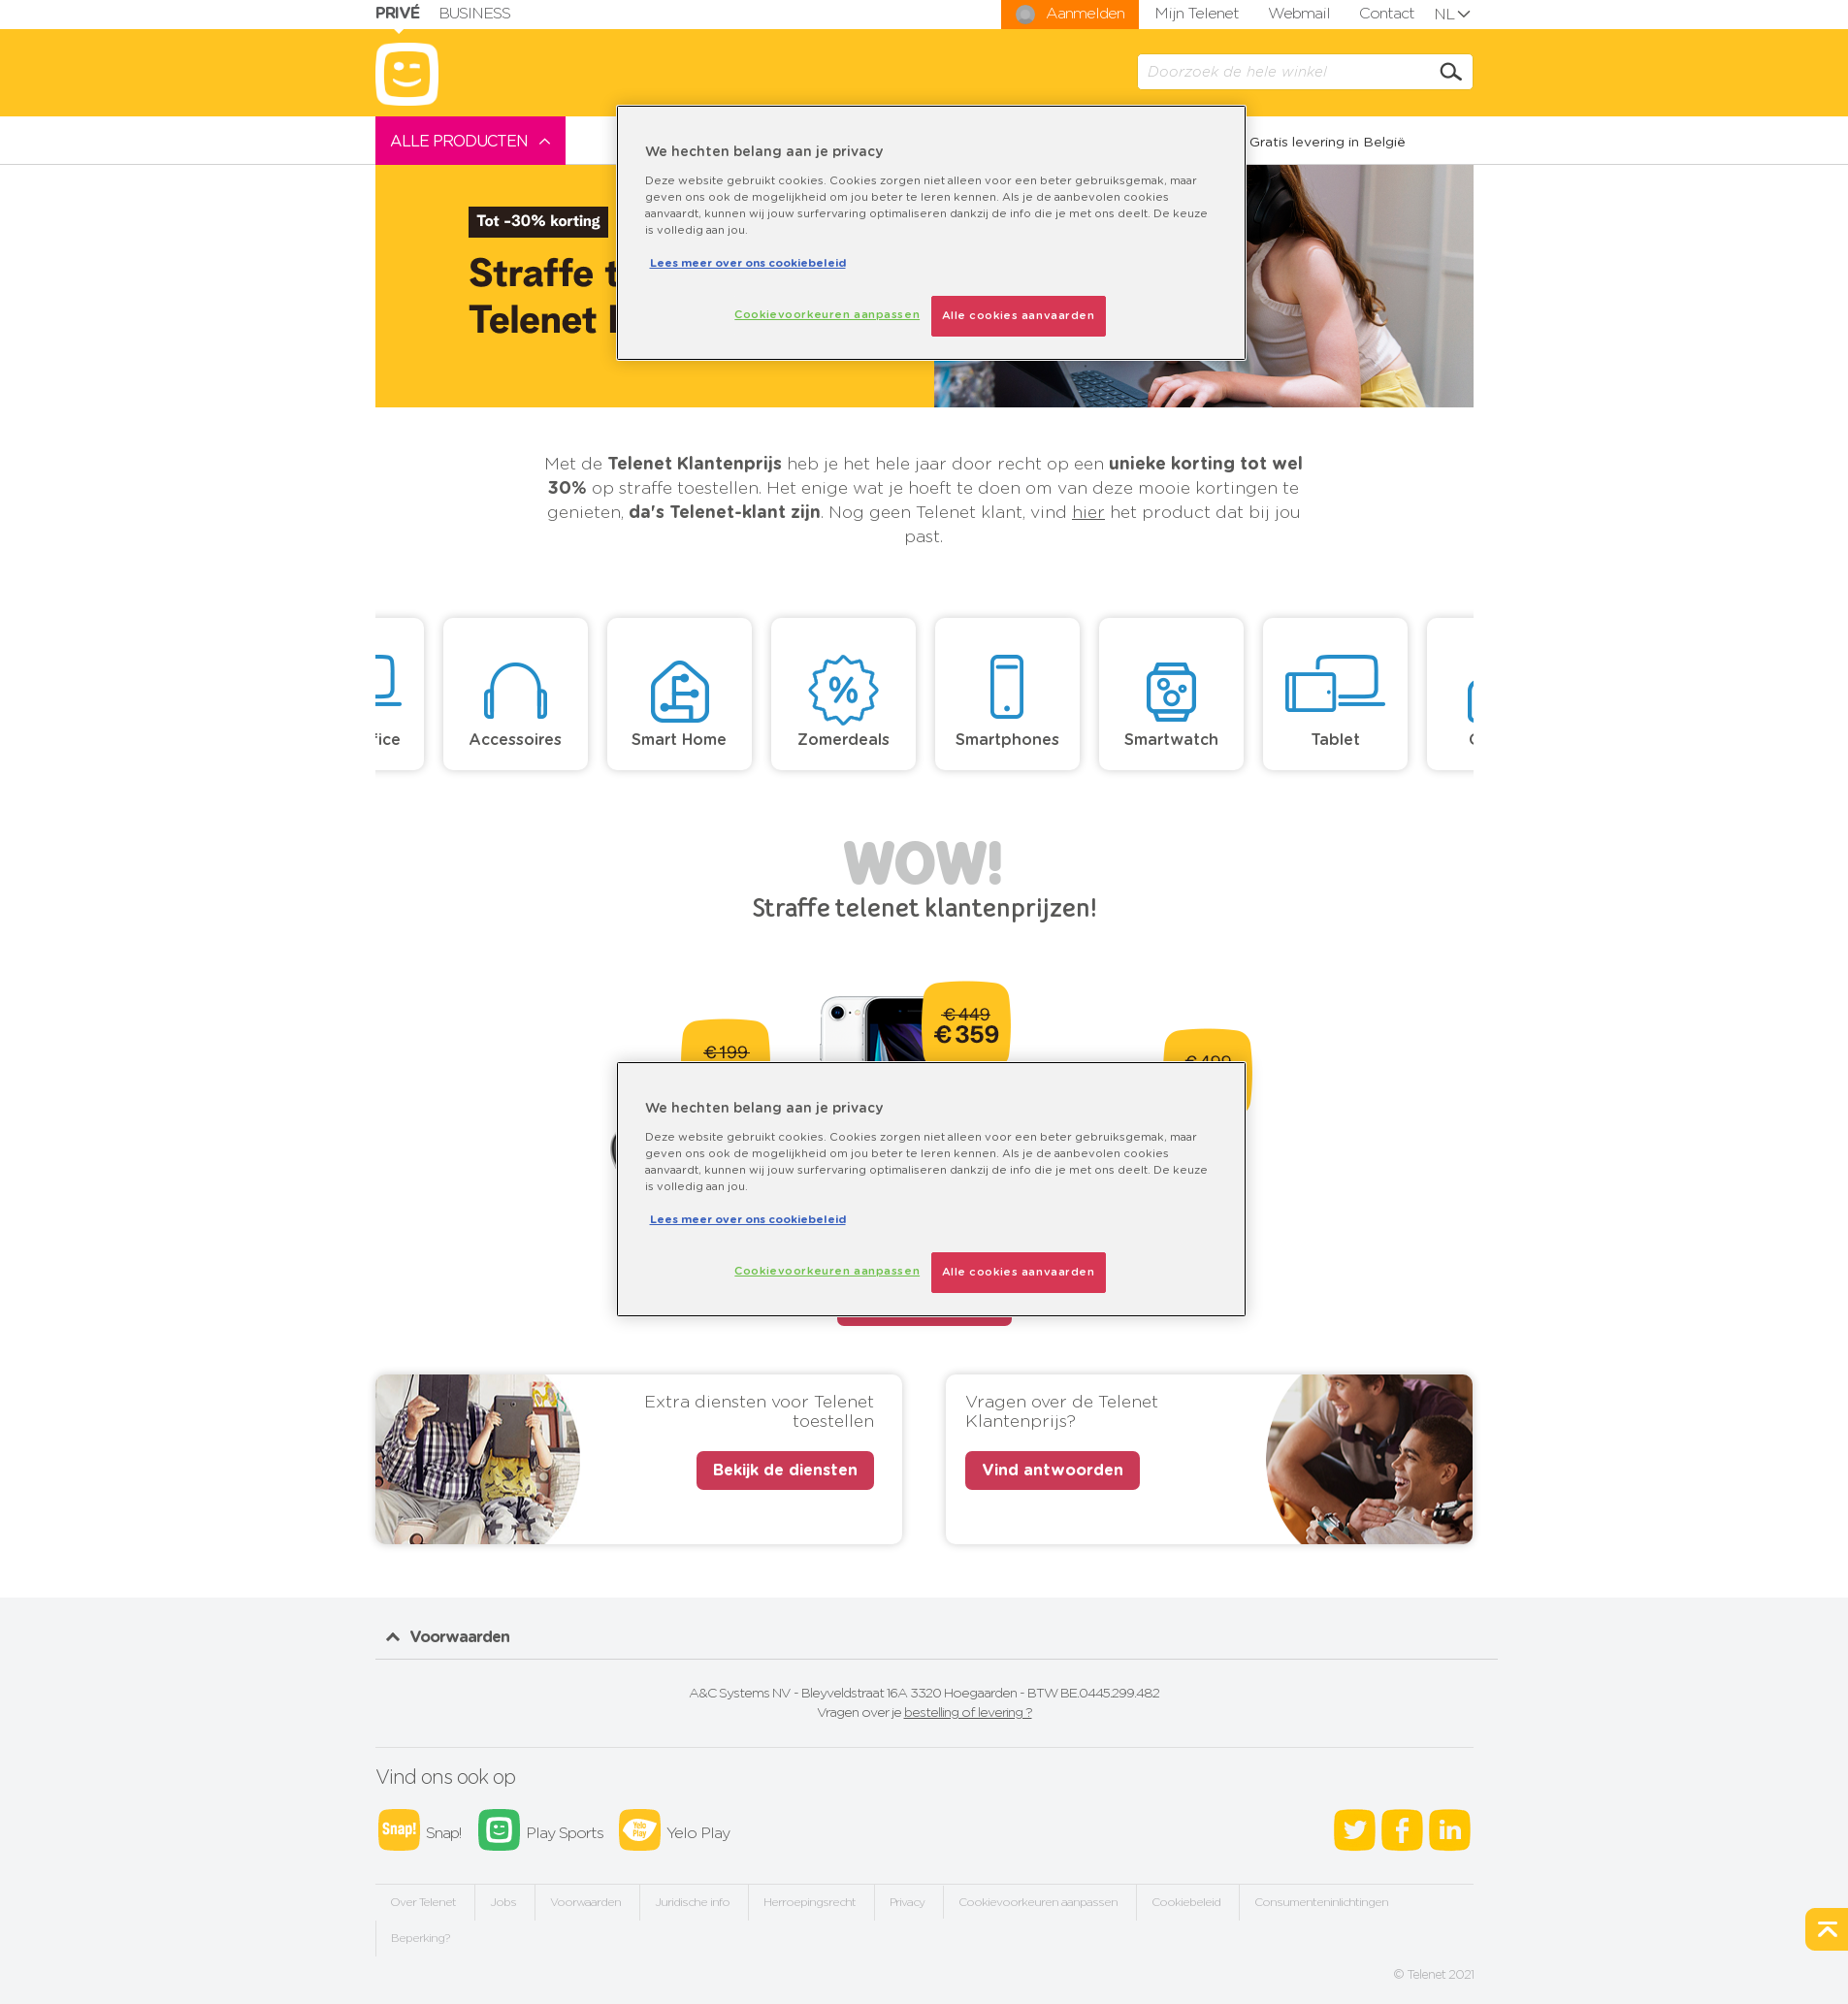 PRIVÉ BUSINESS Aanmelden Mijn Telenet Webmail Contact NL
Doorzoek de hele winkel
ALLE PRODUCTEN Gratis levering in België
Tot -30% korting
Straffe
Telenet
We hechten belang aan je privacy
Deze website gebruikt cookies. Cookies zorgen niet alleen voor een beter gebruiksgemak, maar
geven ons ook de mogelijkheid om jou beter te leren kennen. Als je de aanbevolen cookies
aanvaardt, kunnen wij jouw surfervaring optimaliseren dankzij de info die je met ons deelt. De keuze
is volledig aan jou.
Lees meer over ons cookiebeleid
Cookievoorkeuren aanpassen Alle cookies aanvaarden
Met de Telenet Klantenprijs heb je het hele jaar door recht op een unieke korting tot wel
30% op straffe toestellen. Het enige wat je hoeft te doen om van deze mooie kortingen te
genieten, da's Telenet-klant zijn. Nog geen Telenet klant, vind hier het product dat bij jou
past.
Accessoires Smart Home Zomerdeals Smartphones Smartwatch Tablet
WOW!
Straffe telenet klantenprijzen!
€ 449
€ 359
€ 199
€ 499
We hechten belang aan je privacy
Deze website gebruikt cookies. Cookies zorgen niet alleen voor een beter gebruiksgemak, maar
geven ons ook de mogelijkheid om jou beter te leren kennen. Als je de aanbevolen cookies
aanvaardt, kunnen wij jouw surfervaring optimaliseren dankzij de info die je met ons deelt. De keuze
is volledig aan jou.
Lees meer over ons cookiebeleid
Cookievoorkeuren aanpassen Alle cookies aanvaarden
Extra diensten voor Telenet
toestellen
Bekijk de diensten
Vragen over de Telenet
Klantenprijs?
Vind antwoorden
Voorwaarden
A&C Systems NV - Bleyveldstraat 16A 3320 Hoegaarden - BTW BE.0445.299.482
Vragen over je bestelling of levering ?
Vind ons ook op
Snap! Snap! Play Sports Yelo Play Yelo Play
Over Telenet Jobs Voorwaarden Juridische info Herroepingsrecht Privacy Cookievoorkeuren aanpassen Cookiebeleid Consumenteninlichtingen
Beperking?
© Telenet 2021